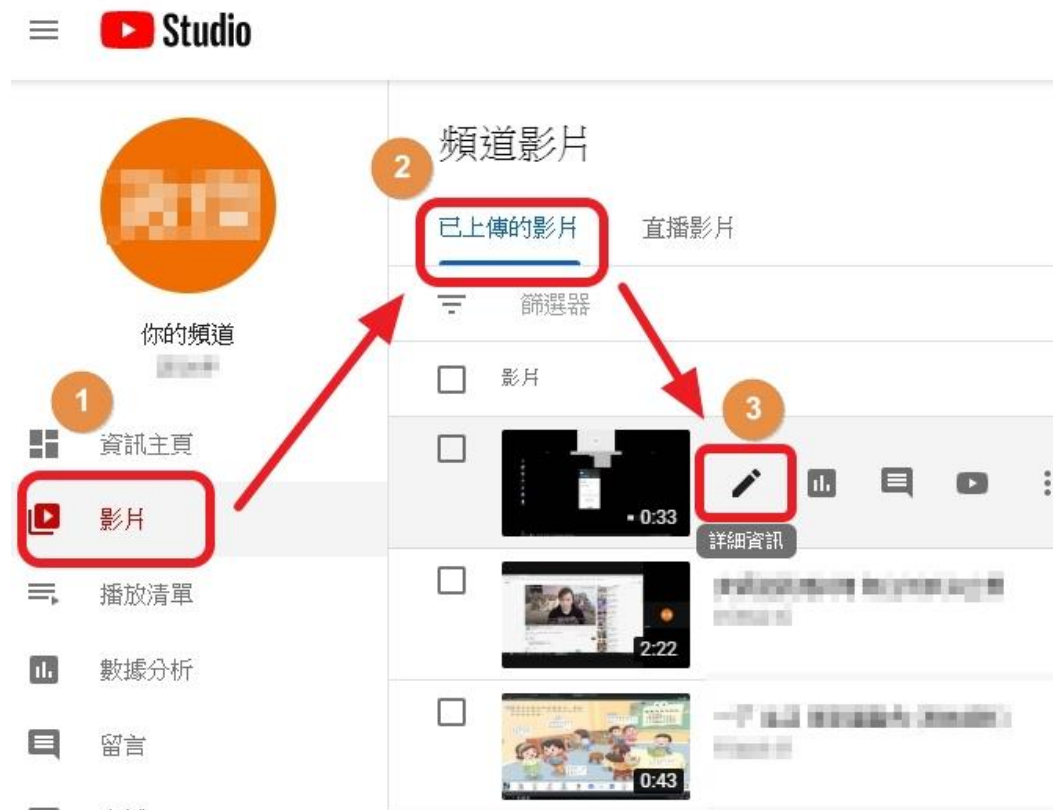 Studio
頻道影片
2
已上傳的影片 直播影片
篩選器
你的頻道
影片
1
3
資訊主頁
0:33
影片
詳細資訊
播放清單
2:22
數據分析
留言
0:43